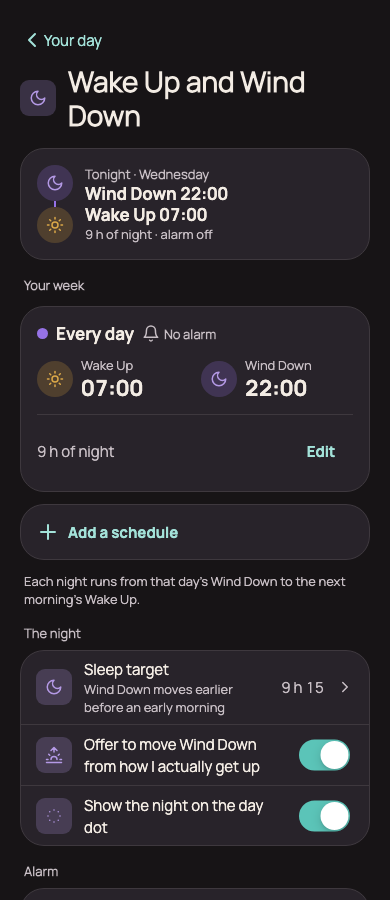 Your day
Wake Up and Wind
Down
Tonight · Wednesday
Wind Down 22:00
Wake Up 07:00
9 h of night · alarm off
Your week
Every day
No alarm
Wake Up
07:00
Wind Down
22:00
9 h of night
Edit
Add a schedule
Each night runs from that day's Wind Down to the next
morning's Wake Up.
The night
Sleep target
Wind Down moves earlier
before an early morning
9 h 15
Offer to move Wind Down
from how I actually get up
Show the night on the day
dot
Alarm